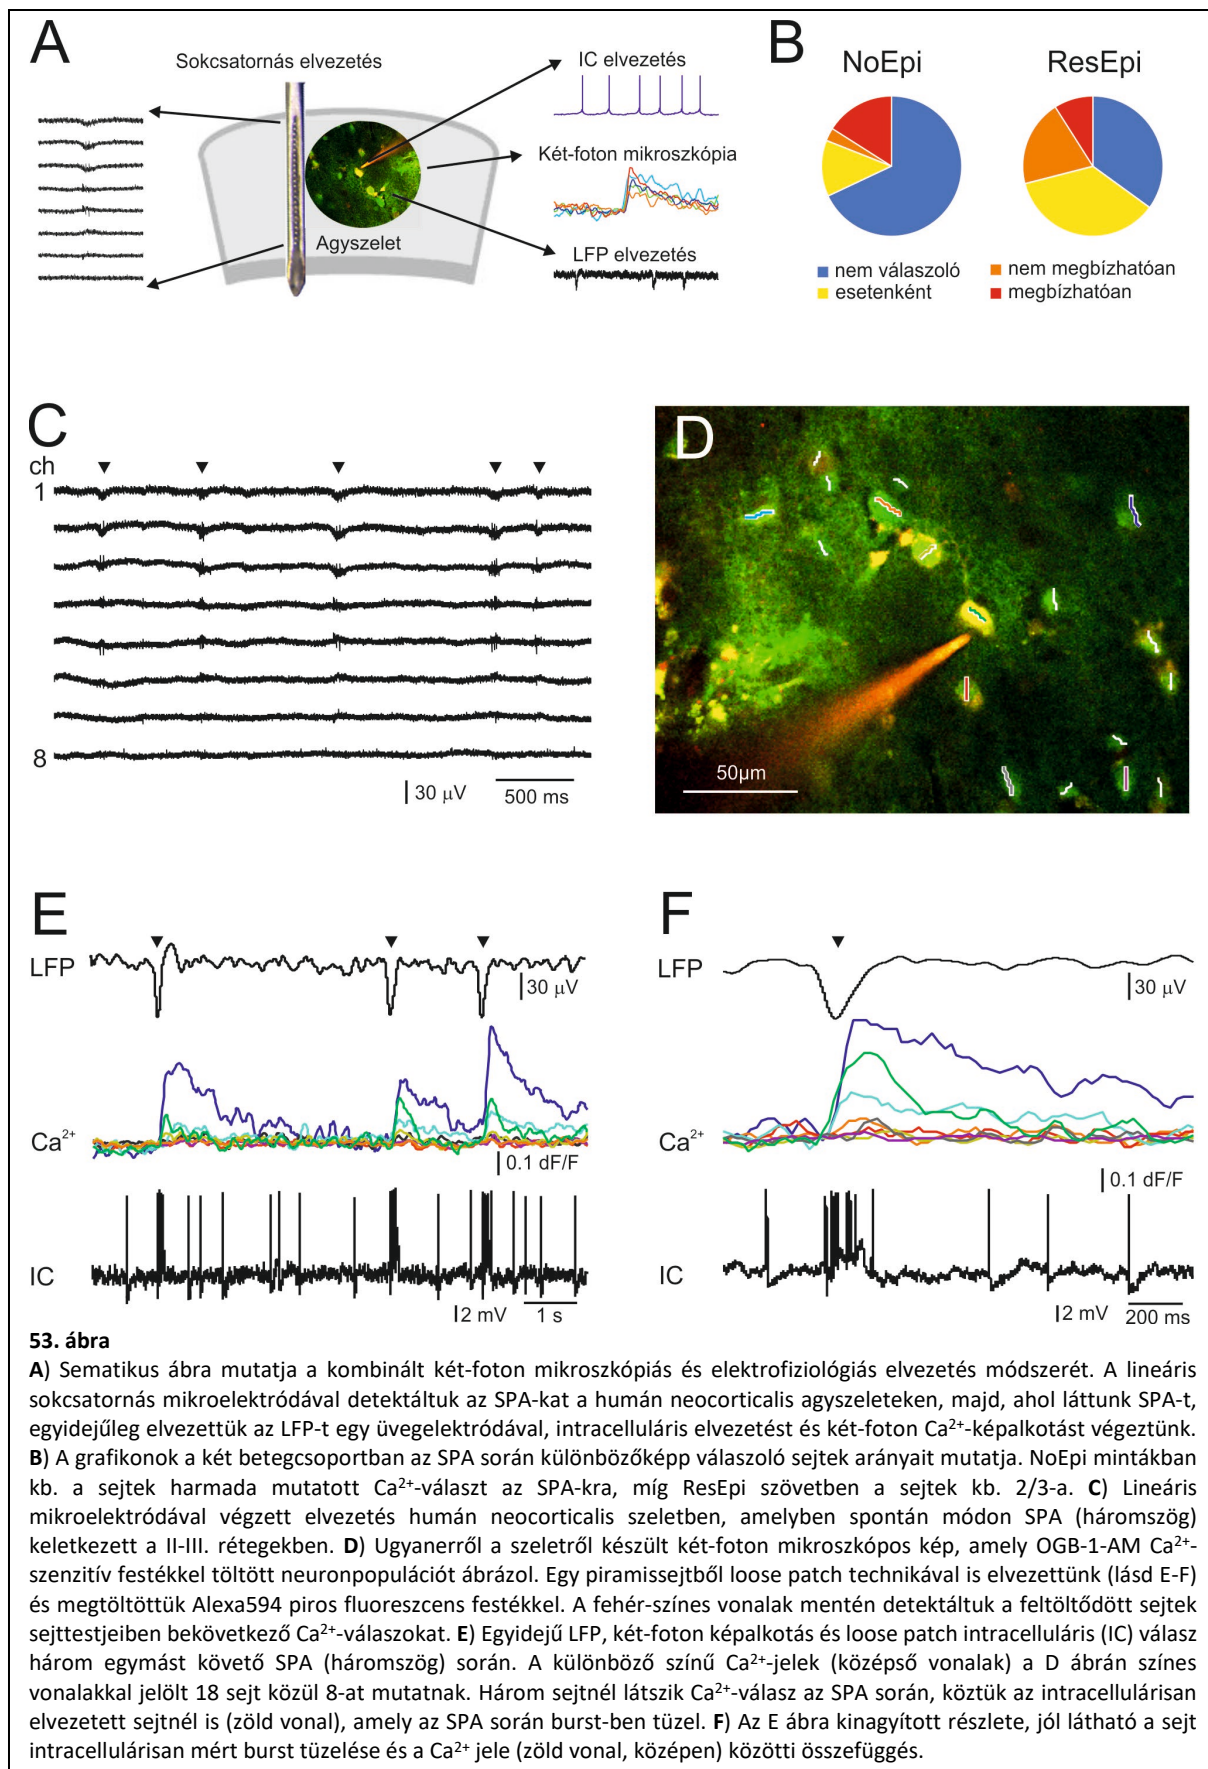 A
Sokcsatornás elvezetés
IC elvezetés
Két-foton mikroszkópia
LFP elvezetés
Agyszelet
B
NoEpi
ResEpi
nem válaszoló
nem megbízhatóan
esetenként
megbízhatóan
C
ch
1
8
30 µV
500 ms
D
50µm
E
LFP
30 µV
Ca²⁺
0.1 dF/F
IC
2 mV
1 s
F
LFP
30 µV
Ca²⁺
0.1 dF/F
IC
2 mV
200 ms
53. ábra
A) Sematikus ábra mutatja a kombinált két-foton mikroszkópiás és elektrofiziológiás elvezetés módszerét. A lineáris
sokcsatornás mikroelektródával detektáltuk az SPA-kat a humán neocorticalis agyszeleteken, majd, ahol láttunk SPA-t,
egyidejűleg elvezettük az LFP-t egy üvegelektródával, intracelluláris elvezetést és két-foton Ca²⁺-képalkotást végeztünk.
B) A grafikonok a két betegcsoportban az SPA során különbözőképp válaszoló sejtek arányait mutatja. NoEpi mintákban
kb. a sejtek harmada mutatott Ca²⁺-választ az SPA-kra, míg ResEpi szövetben a sejtek kb. 2/3-a. C) Lineáris
mikroelektródával végzett elvezetés humán neocorticalis szeletben, amelyben spontán módon SPA (háromszög)
keletkezett a II-III. rétegekben. D) Ugyanerről a szeletről készült két-foton mikroszkópos kép, amely OGB-1-AM Ca²⁺-
szenzitív festékkel töltött neuronpopulációt ábrázol. Egy piramissejtből loose patch technikával is elvezettünk (lásd E-F)
és megtöltöttük Alexa594 piros fluoreszcens festékkel. A fehér-színes vonalak mentén detektáltuk a feltöltődött sejtek
sejttestjeiben bekövetkező Ca²⁺-válaszokat. E) Egyidejű LFP, két-foton képalkotás és loose patch intracelluláris (IC) válasz
három egymást követő SPA (háromszög) során. A különböző színű Ca²⁺-jelek (középső vonalak) a D ábrán színes
vonalakkal jelölt 18 sejt közül 8-at mutatnak. Három sejtnél látszik Ca²⁺-válasz az SPA során, köztük az intracellulárisan
elvezetett sejtnél is (zöld vonal), amely az SPA során burst-ben tüzel. F) Az E ábra kinagyított részlete, jól látható a sejt
intracellulárisan mért burst tüzelése és a Ca²⁺ jele (zöld vonal, középen) közötti összefüggés.